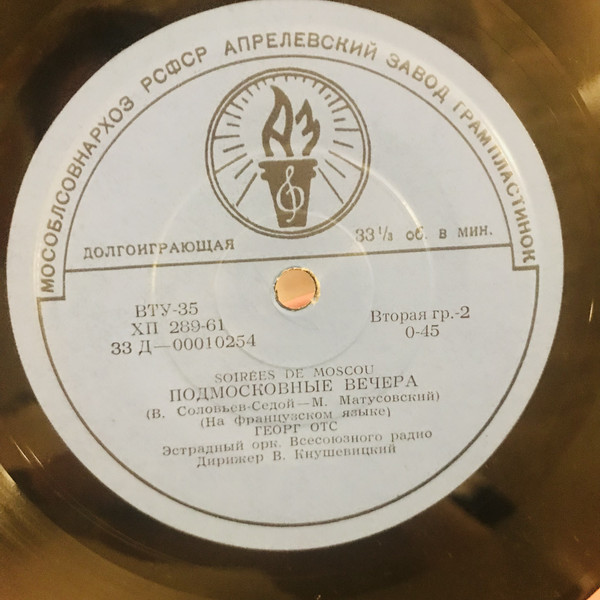 МОСОБЛСОВНАРХОЗ РСФСР АПРЕЛЕВСКИЙ ЗАВОД ГРАМПЛАСТИНОК
АЗ
ДОЛГОИГРАЮЩАЯ
33⅓ об. в мин.
ВТУ-35
ХП 289-61
33 Д—00010254
Вторая гр.-2
0-45
SOIRÉES DE MOSCOU
ПОДМОСКОВНЫЕ ВЕЧЕРА
(В. Соловьев-Седой—М. Матусовский)
(На французском языке)
ГЕОРГ ОТС
Эстрадный орк. Всесоюзного радио
Дирижер В. Кнушевицкий